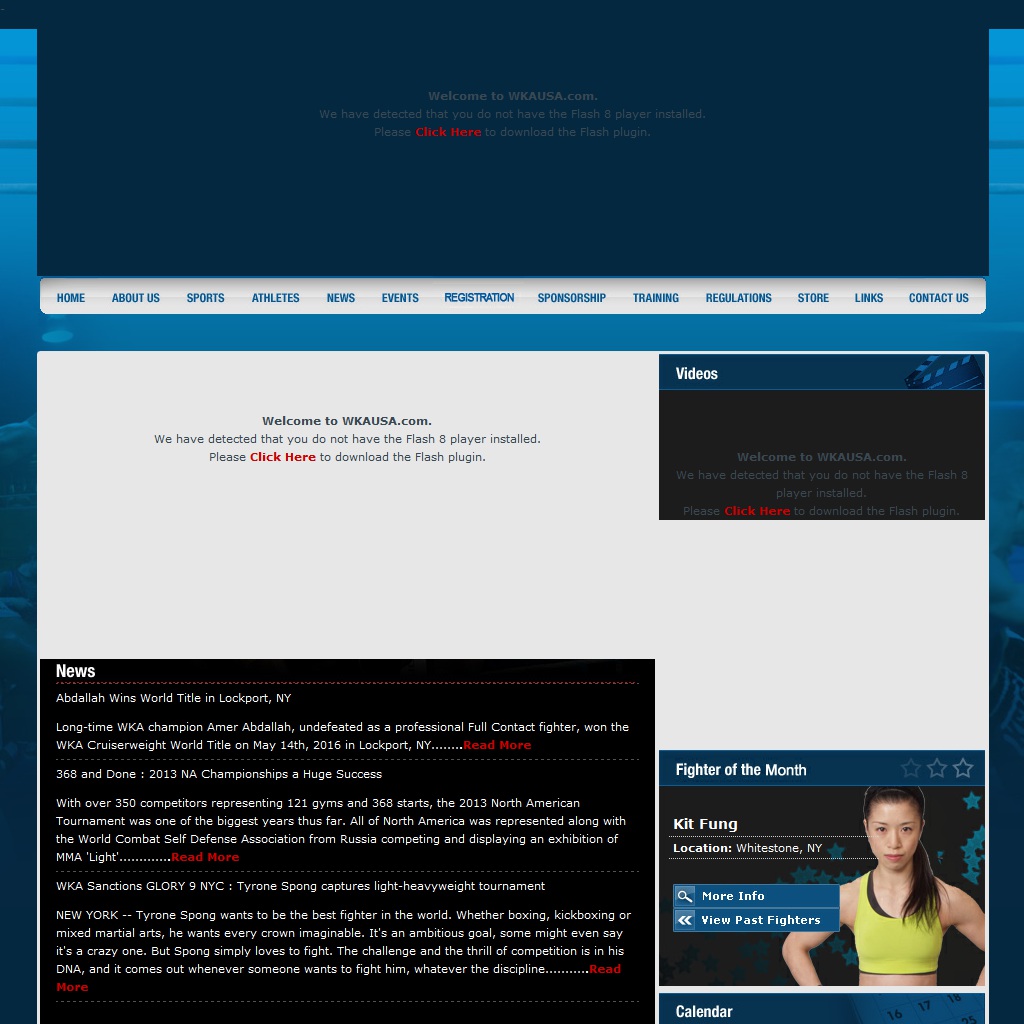 Welcome to WKAUSA.com.
We have detected that you do not have the Flash 8 player installed.
Please Click Here to download the Flash plugin.
HOME ABOUT US SPORTS ATHLETES NEWS EVENTS REGISTRATION SPONSORSHIP TRAINING REGULATIONS STORE LINKS CONTACT US
Welcome to WKAUSA.com.
We have detected that you do not have the Flash 8 player installed.
Please Click Here to download the Flash plugin.
Videos
Welcome to WKAUSA.com.
We have detected that you do not have the Flash 8
player installed.
Please Click Here to download the Flash plugin.
News
Abdallah Wins World Title in Lockport, NY
Long-time WKA champion Amer Abdallah, undefeated as a professional Full Contact fighter, won the
WKA Cruiserweight World Title on May 14th, 2016 in Lockport, NY........Read More
368 and Done : 2013 NA Championships a Huge Success
With over 350 competitors representing 121 gyms and 368 starts, the 2013 North American
Tournament was one of the biggest years thus far. All of North America was represented along with
the World Combat Self Defense Association from Russia competing and displaying an exhibition of
MMA 'Light'.............Read More
WKA Sanctions GLORY 9 NYC : Tyrone Spong captures light-heavyweight tournament
NEW YORK -- Tyrone Spong wants to be the best fighter in the world. Whether boxing, kickboxing or
mixed martial arts, he wants every crown imaginable. It's an ambitious goal, some might even say
it's a crazy one. But Spong simply loves to fight. The challenge and the thrill of competition is in his
DNA, and it comes out whenever someone wants to fight him, whatever the discipline...........Read
More
Fighter of the Month
Kit Fung
Location: Whitestone, NY
More Info
View Past Fighters
Calendar
16 17 18
25